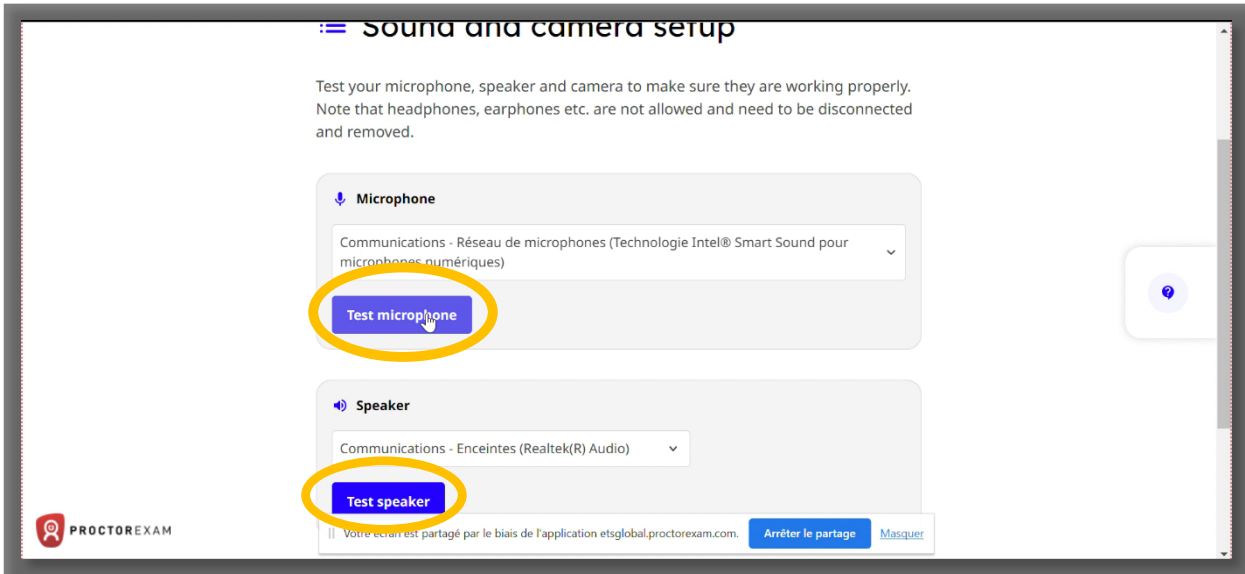 Sound and camera setup
Test your microphone, speaker and camera to make sure they are working properly.
Note that headphones, earphones etc. are not allowed and need to be disconnected
and removed.
Microphone
Communications - Réseau de microphones (Technologie Intel® Smart Sound pour
microphones numériques)
Test microphone
Speaker
Communications - Enceintes (Realtek(R) Audio)
Test speaker
PROCTOREXAM
Votre écran est partagé par le biais de l'application etsglobal.proctorexam.com.
Arrêter le partage
Masquer